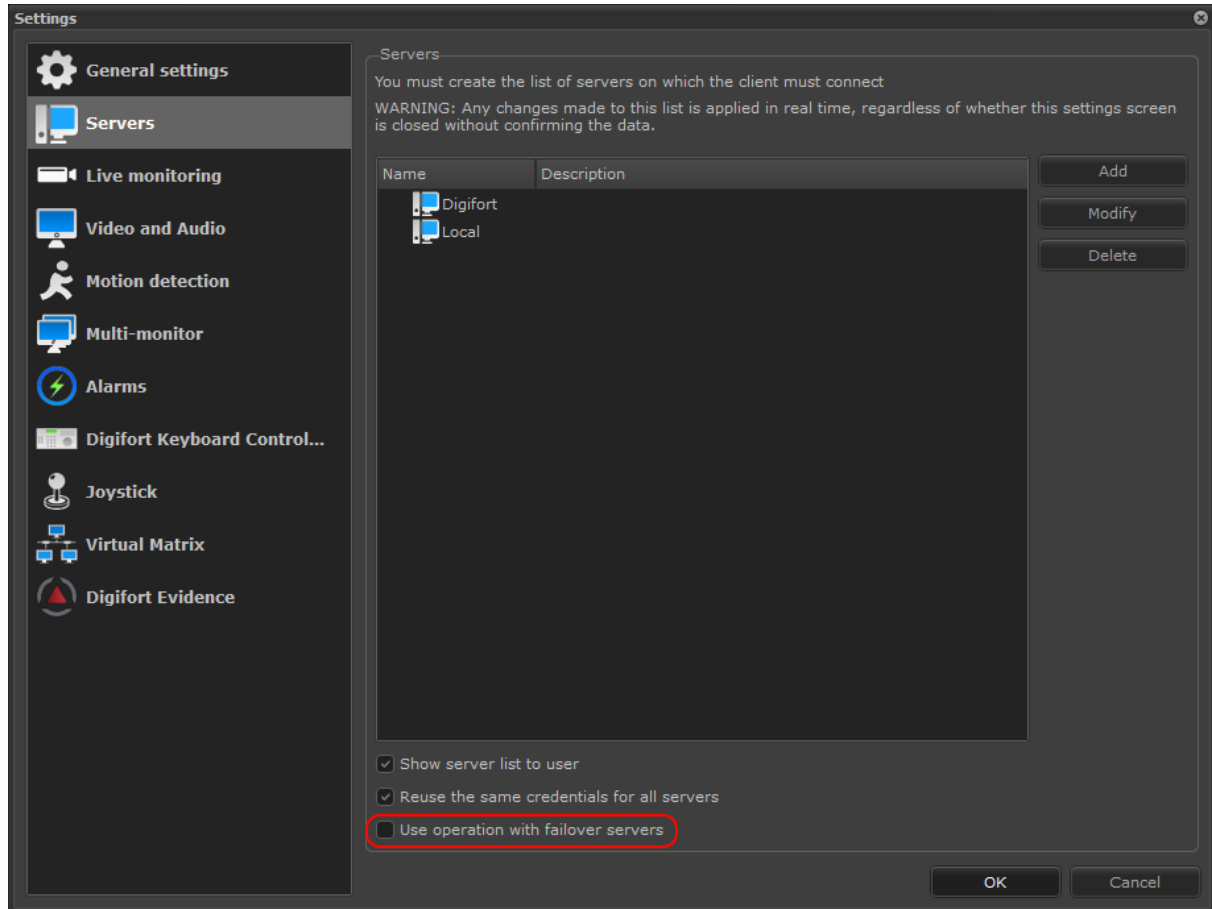 Settings
General settings
Servers
Live monitoring
Video and Audio
Motion detection
Multi-monitor
Alarms
Digifort Keyboard Control...
Joystick
Virtual Matrix
Digifort Evidence
Servers
You must create the list of servers on which the client must connect
WARNING: Any changes made to this list is applied in real time, regardless of whether this settings screen
is closed without confirming the data.
Name Description
Digifort
Local
Add
Modify
Delete
Show server list to user
Reuse the same credentials for all servers
Use operation with failover servers
OK Cancel